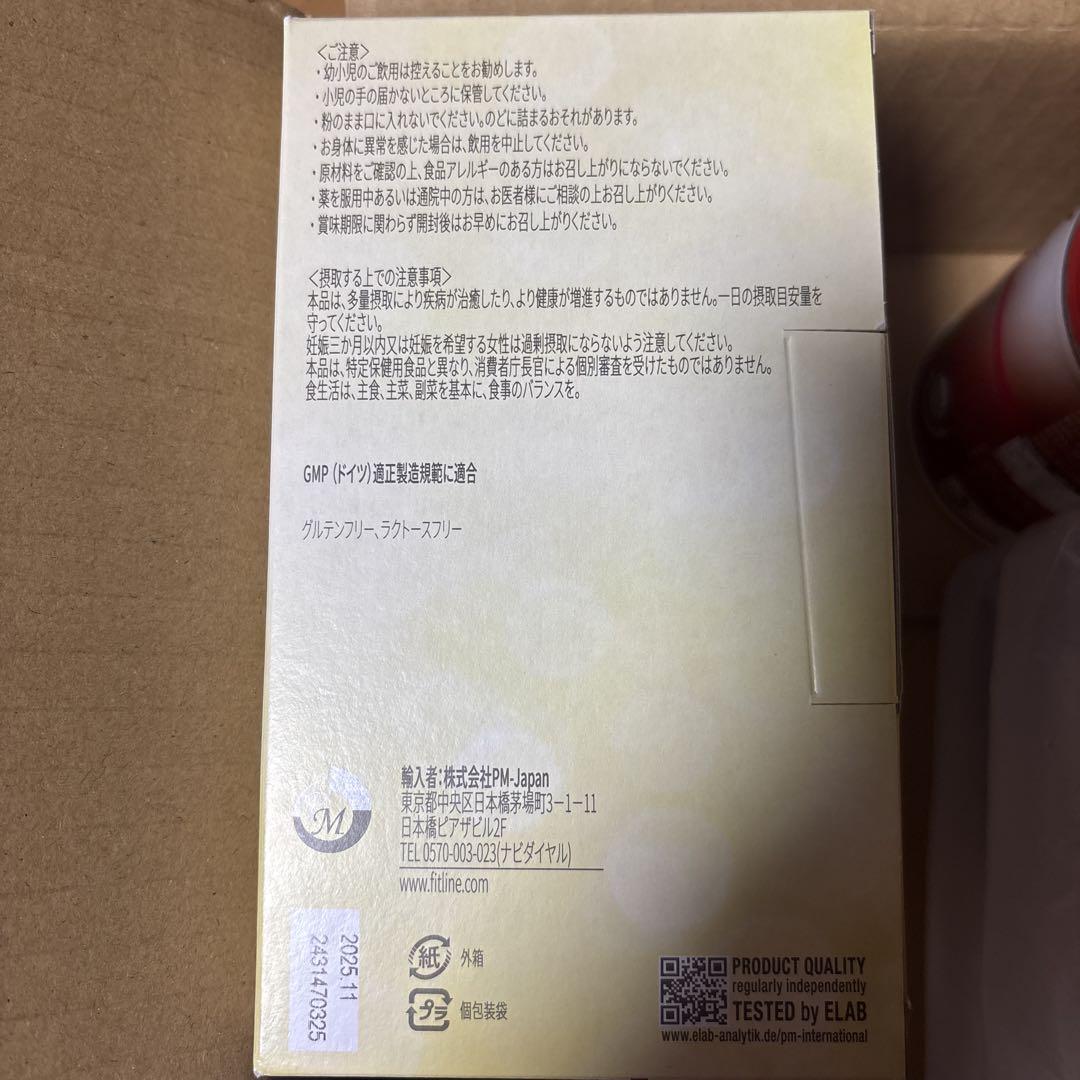 ＜ご注意＞
・幼小児のご飲用は控えることをお勧めします。
・小児の手の届かないところに保管してください。
・粉のまま口に入れないでください。のどに詰まるおそれがあります。
・お身体に異常を感じた場合は、飲用を中止してください。
・原材料をご確認の上、食品アレルギーのある方はお召し上がりにならないでください。
・薬を服用中あるいは通院中の方は、お医者様にご相談の上お召し上がりください。
・賞味期限に関わらず開封後はお早めにお召し上がりください。
＜摂取する上での注意事項＞
本品は、多量摂取により疾病が治癒したり、より健康が増進するものではありません。一日の摂取目安量を
守ってください。
妊娠三か月以内又は妊娠を希望する女性は過剰摂取にならないよう注意してください。
本品は、特定保健用食品と異なり、消費者庁長官による個別審査を受けたものではありません。
食生活は、主食、主菜、副菜を基本に、食事のバランスを。
GMP（ドイツ）適正製造規範に適合
グルテンフリー、ラクトースフリー
M
輸入者：株式会社PM-Japan
東京都中央区日本橋茅場町3－1－11
日本橋ピアザビル2F
TEL 0570-003-023(ナビダイヤル)
www.fitline.com
2025.11
2431470325
紙 外箱
プラ 個包装袋
PRODUCT QUALITY
regularly independently
TESTED by ELAB
www.elab-analytik.de/pm-international